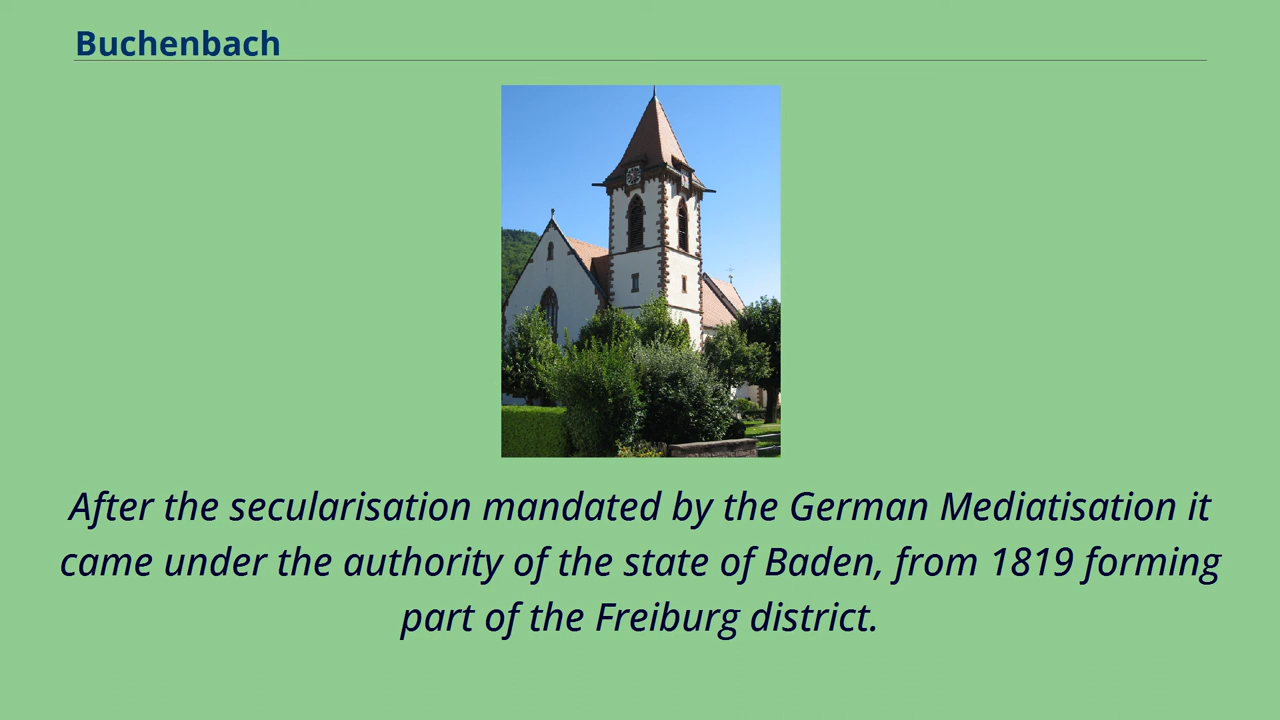 Buchenbach
After the secularisation mandated by the German Mediatisation it
came under the authority of the state of Baden, from 1819 forming
part of the Freiburg district.